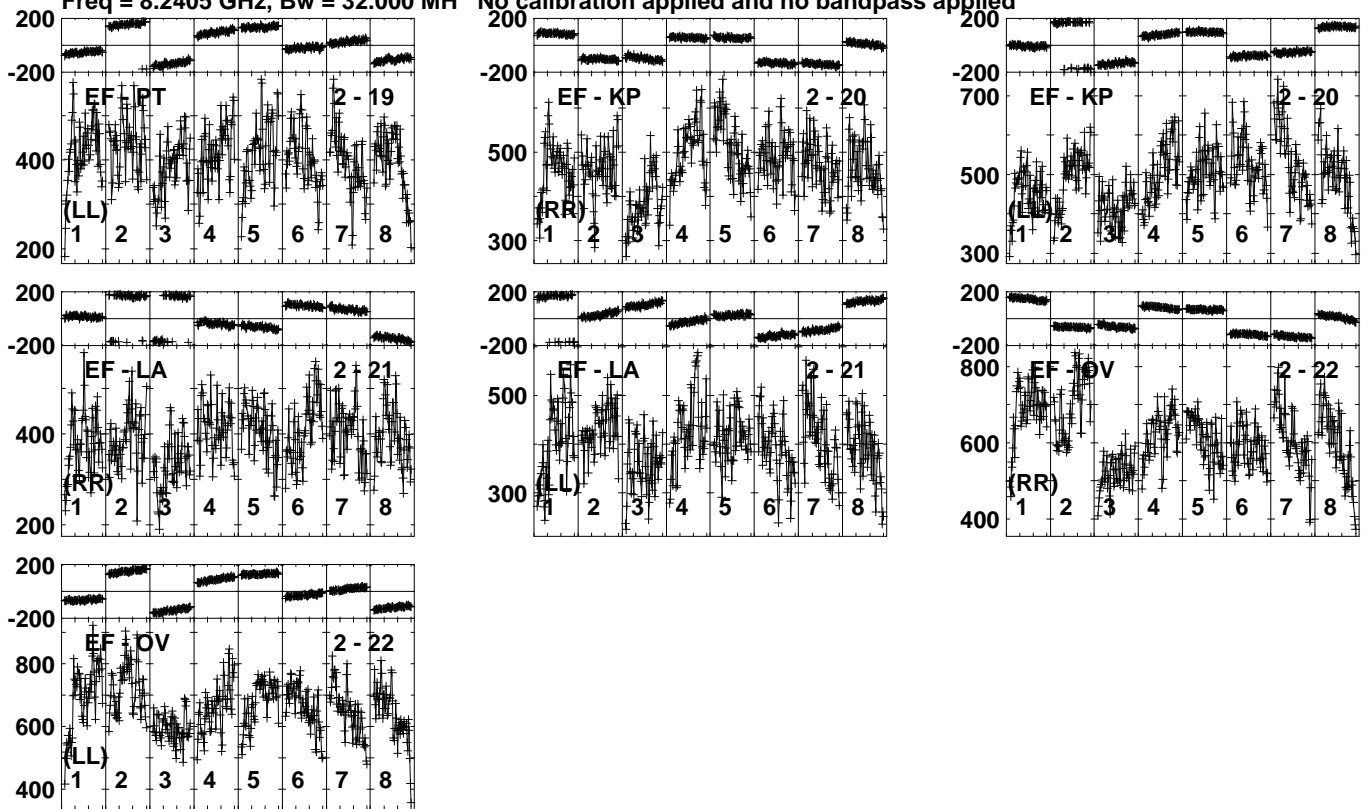 Freq = 8.2405 GHz, Bw = 32.000 MH No calibration applied and no bandpass applied
200
-200
EF - PT 2 - 19
400
(LL)
1 2 3 4 5 6 7 8
200
200
-200
EF - KP 2 - 20
500
(RR)
1 2 3 4 5 6 7 8
300
200
-200
700
EF - KP 2 - 20
500
(LL)
1 2 3 4 5 6 7 8
300
200
-200
EF - LA 2 - 21
400
(RR)
1 2 3 4 5 6 7 8
200
200
-200
EF - LA 2 - 21
500
300
(LL)
1 2 3 4 5 6 7 8
200
-200
800
EF - OV 2 - 22
600
(RR)
1 2 3 4 5 6 7 8
400
200
-200
EF - OV 2 - 22
800
600
(LL)
1 2 3 4 5 6 7 8
400